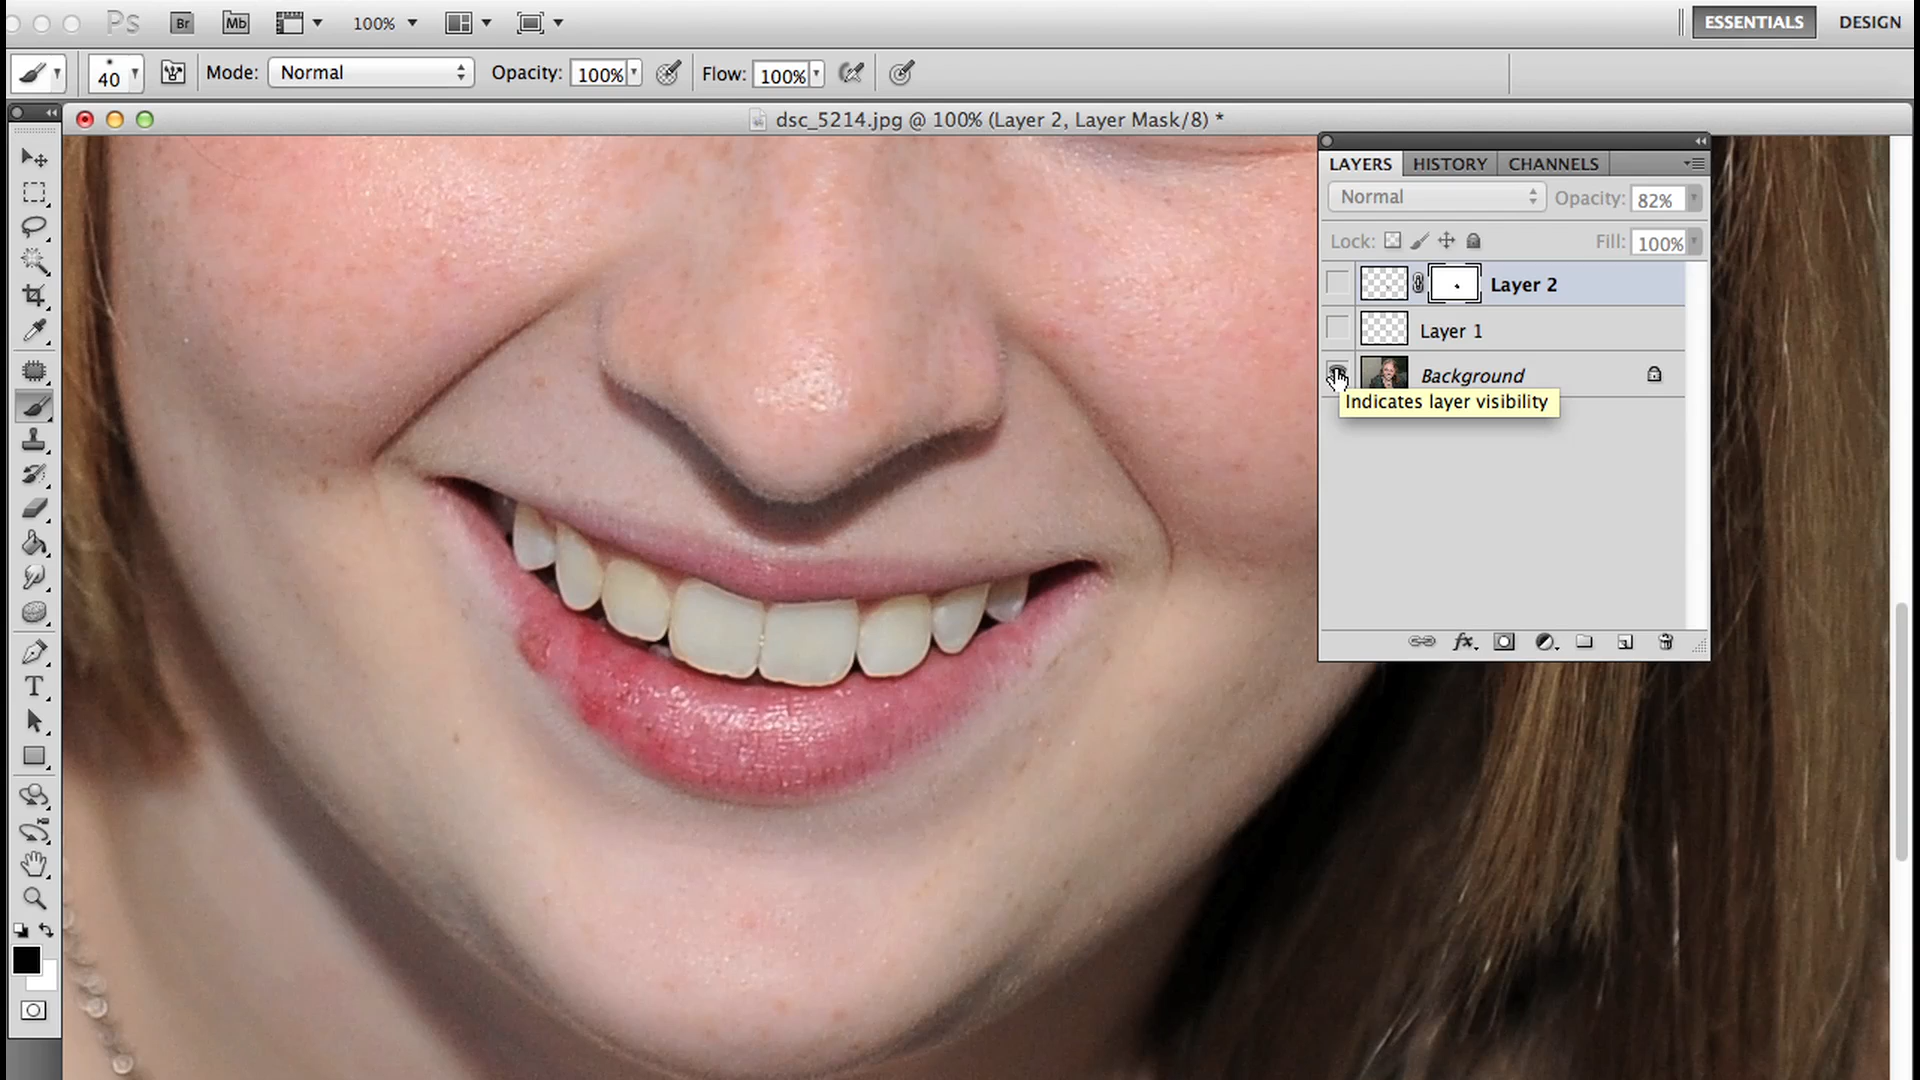 Ps Br Mb 100% ESSENTIALS DESIGN
40 Mode: Normal Opacity: 100% Flow: 100%
dsc_5214.jpg @ 100% (Layer 2, Layer Mask/8) *
LAYERS HISTORY CHANNELS
Normal Opacity: 82%
Lock: Fill: 100%
Layer 2
Layer 1
Background
Indicates layer visibility
fx
T